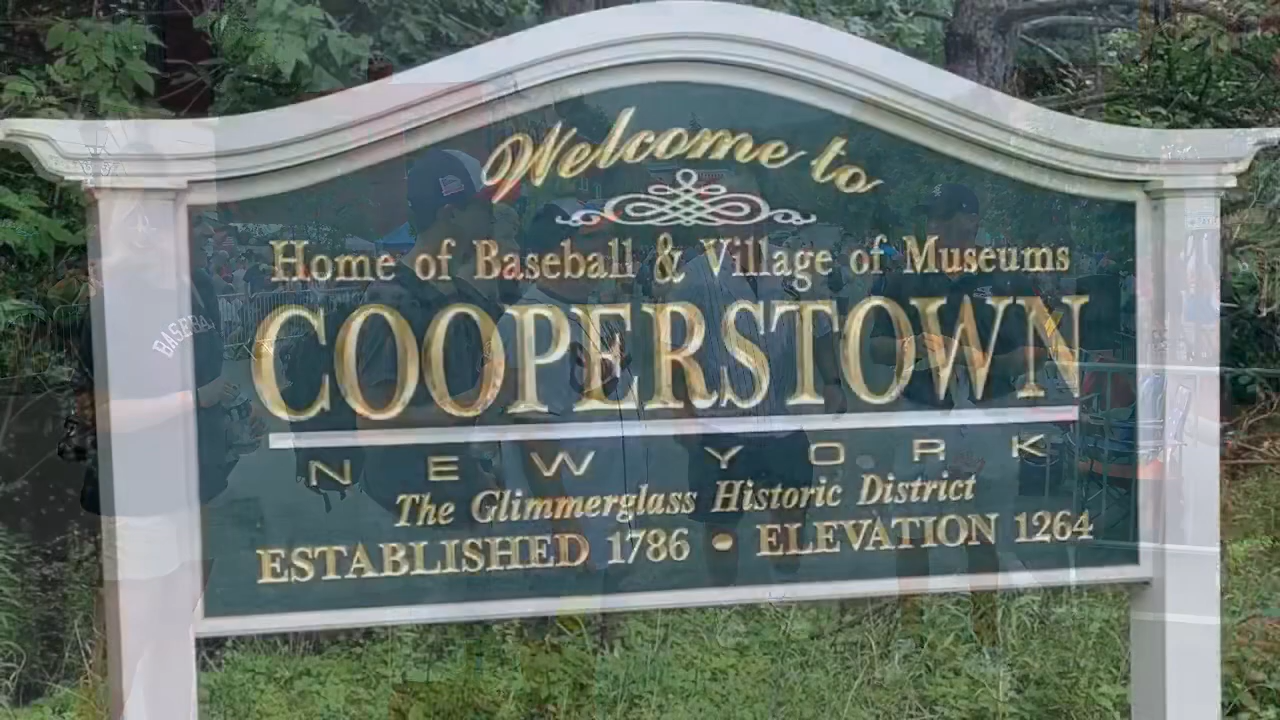 Welcome to
Home of Baseball & Village of Museums
COOPERSTOWN
NEW YORK
The Glimmerglass Historic District
ESTABLISHED 1786 • ELEVATION 1264
BASEBA